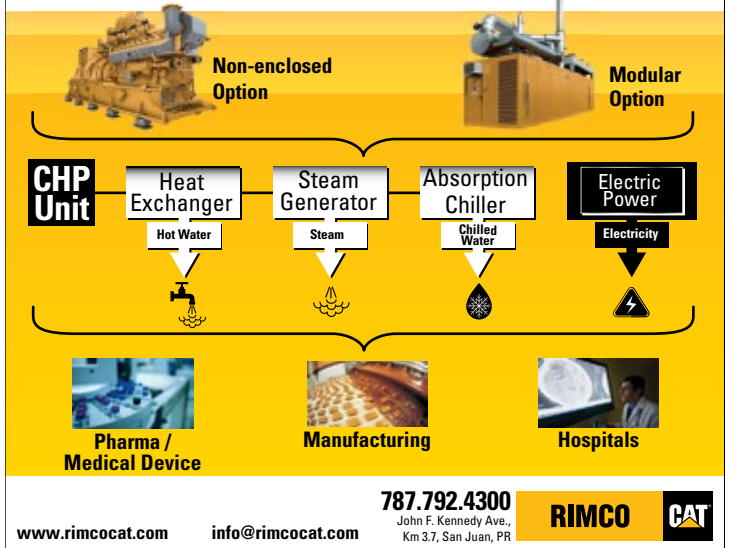 Non-enclosed
Option
Modular
Option
CHP
Unit
Heat
Exchanger
Steam
Generator
Absorption
Chiller
Electric
Power
Hot Water
Steam
Chilled
Water
Electricity
Pharma /
Medical Device
Manufacturing
Hospitals
www.rimcocat.com
info@rimcocat.com
787.792.4300
John F. Kennedy Ave.,
Km 3.7, San Juan, PR
RIMCO
CAT